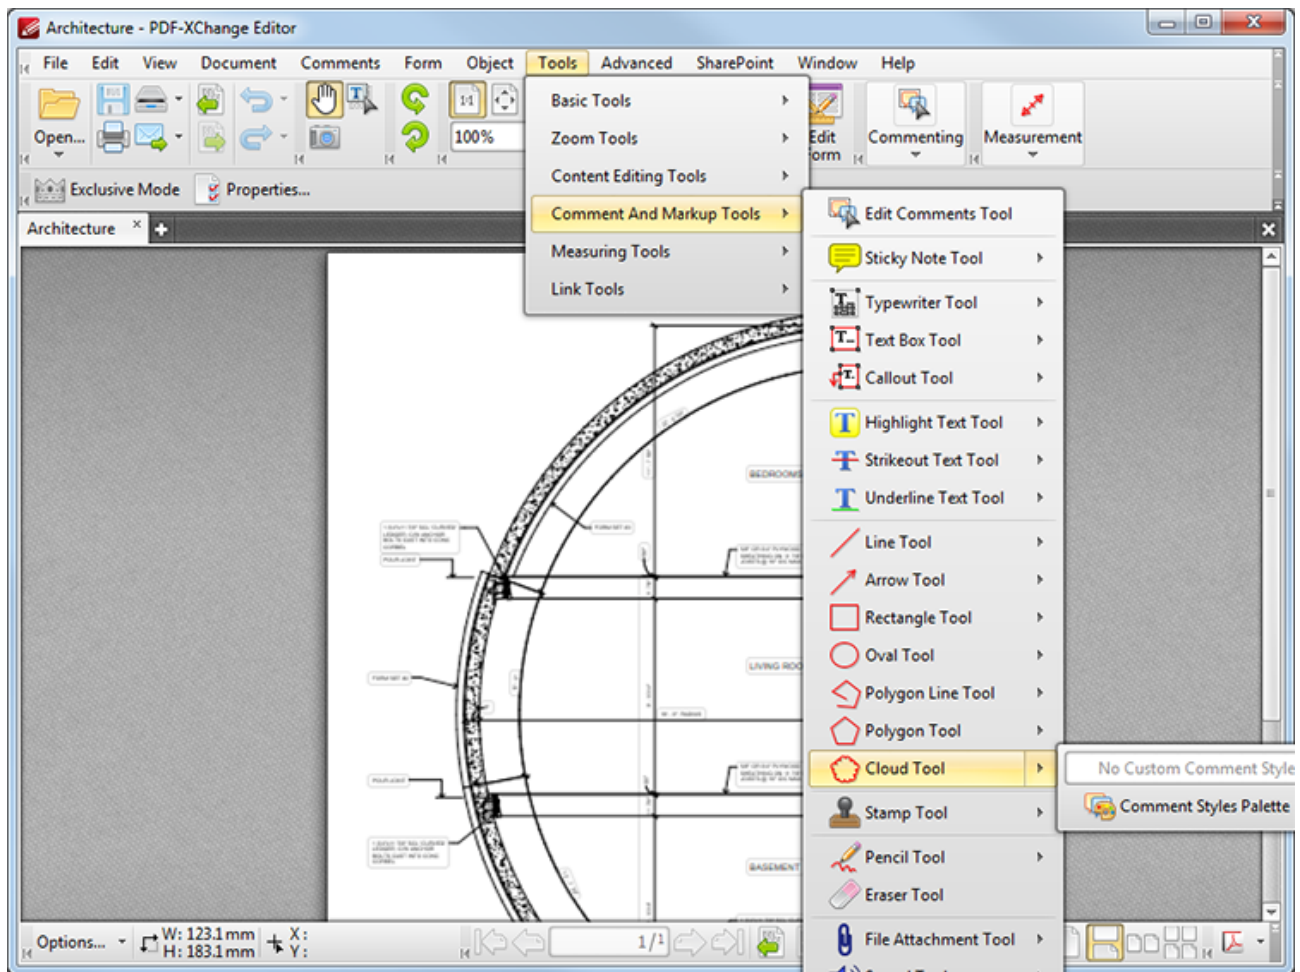 Architecture - PDF-XChange Editor
File Edit View Document Comments Form Object Tools Advanced SharePoint Window Help
Open...
1:1
100%
Edit
orm
Commenting
Measurement
Exclusive Mode
Properties...
Architecture
Basic Tools
Zoom Tools
Content Editing Tools
Comment And Markup Tools
Measuring Tools
Link Tools
Edit Comments Tool
Sticky Note Tool
Typewriter Tool
Text Box Tool
Callout Tool
Highlight Text Tool
Strikeout Text Tool
Underline Text Tool
Line Tool
Arrow Tool
Rectangle Tool
Oval Tool
Polygon Line Tool
Polygon Tool
Cloud Tool
Stamp Tool
Pencil Tool
Eraser Tool
File Attachment Tool
No Custom Comment Style
Comment Styles Palette
BEDROOMS
LIVING ROO
BASEMENT
Options...
W: 123.1 mm
H: 183.1 mm
X:
Y:
1/1